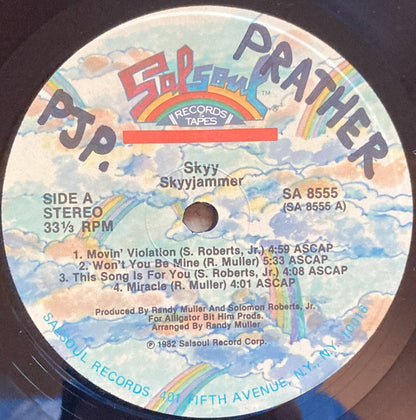 PJP.
PRATHER
Salsoul
TM
RECORDS
& TAPES
®
Skyy
Skyyjammer
SIDE A
STEREO
33⅓ RPM
SA 8555
(SA 8555 A)
1. Movin' Violation (S. Roberts, Jr.) 4:59 ASCAP
2. Won't You Be Mine (R. Muller) 5:33 ASCAP
3. This Song is For You (S. Roberts, Jr.) 4:08 ASCAP
4. Miracle (R. Muller) 4:01 ASCAP
Produced By Randy Muller and Solomon Roberts, Jr.
For Alligator Bit Him Prods.
Arranged By Randy Muller
℗ 1982 Salsoul Record Corp.
SALSOUL RECORDS, 401 FIFTH AVENUE, N.Y., N.Y. 10016